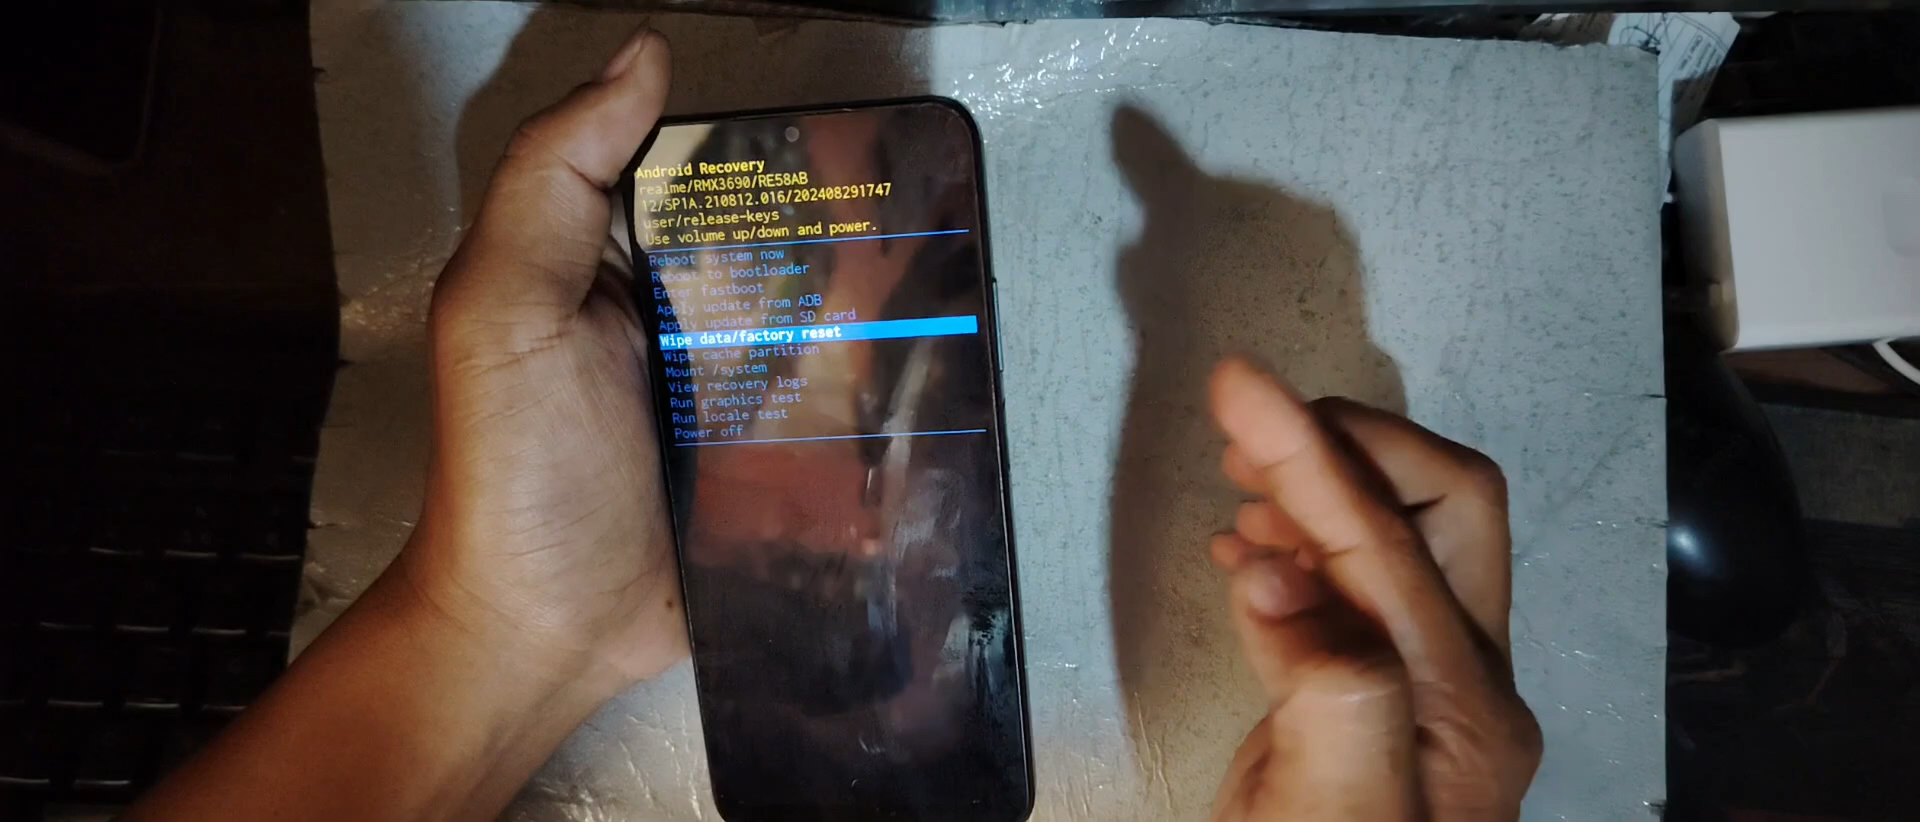 Android Recovery
realme/RMX3690/RE58AB
12/SP1A.210812.016/202408291747
user/release-keys
Use volume up/down and power.
Reboot system now
Reboot to bootloader
Enter fastboot
Apply update from ADB
Apply update from SD card
Wipe data/factory reset
Wipe cache partition
Mount /system
View recovery logs
Run graphics test
Run locale test
Power off